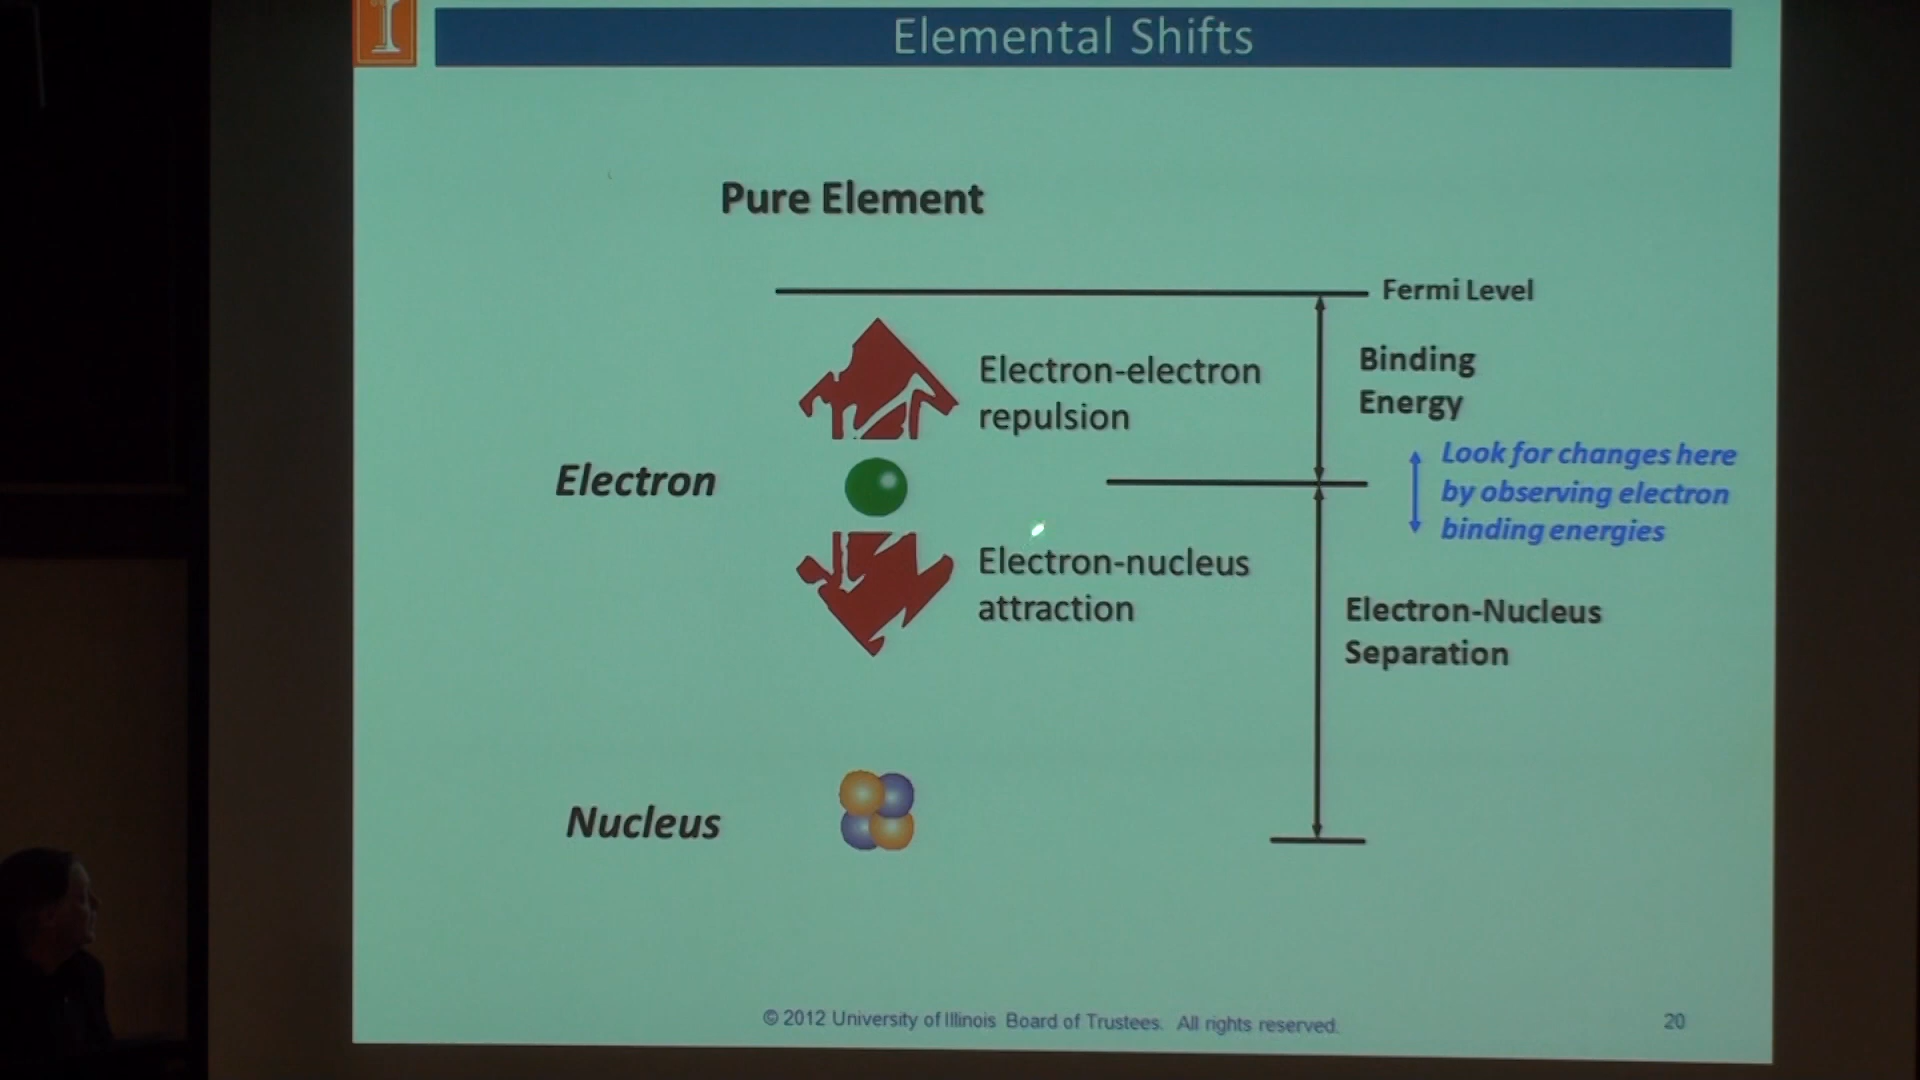 Elemental Shifts
Pure Element
Fermi Level
Electron-electron
repulsion
Binding
Energy
Look for changes here
by observing electron
binding energies
Electron
Electron-nucleus
attraction
Electron-Nucleus
Separation
Nucleus
© 2012 University of Illinois Board of Trustees. All rights reserved.
20